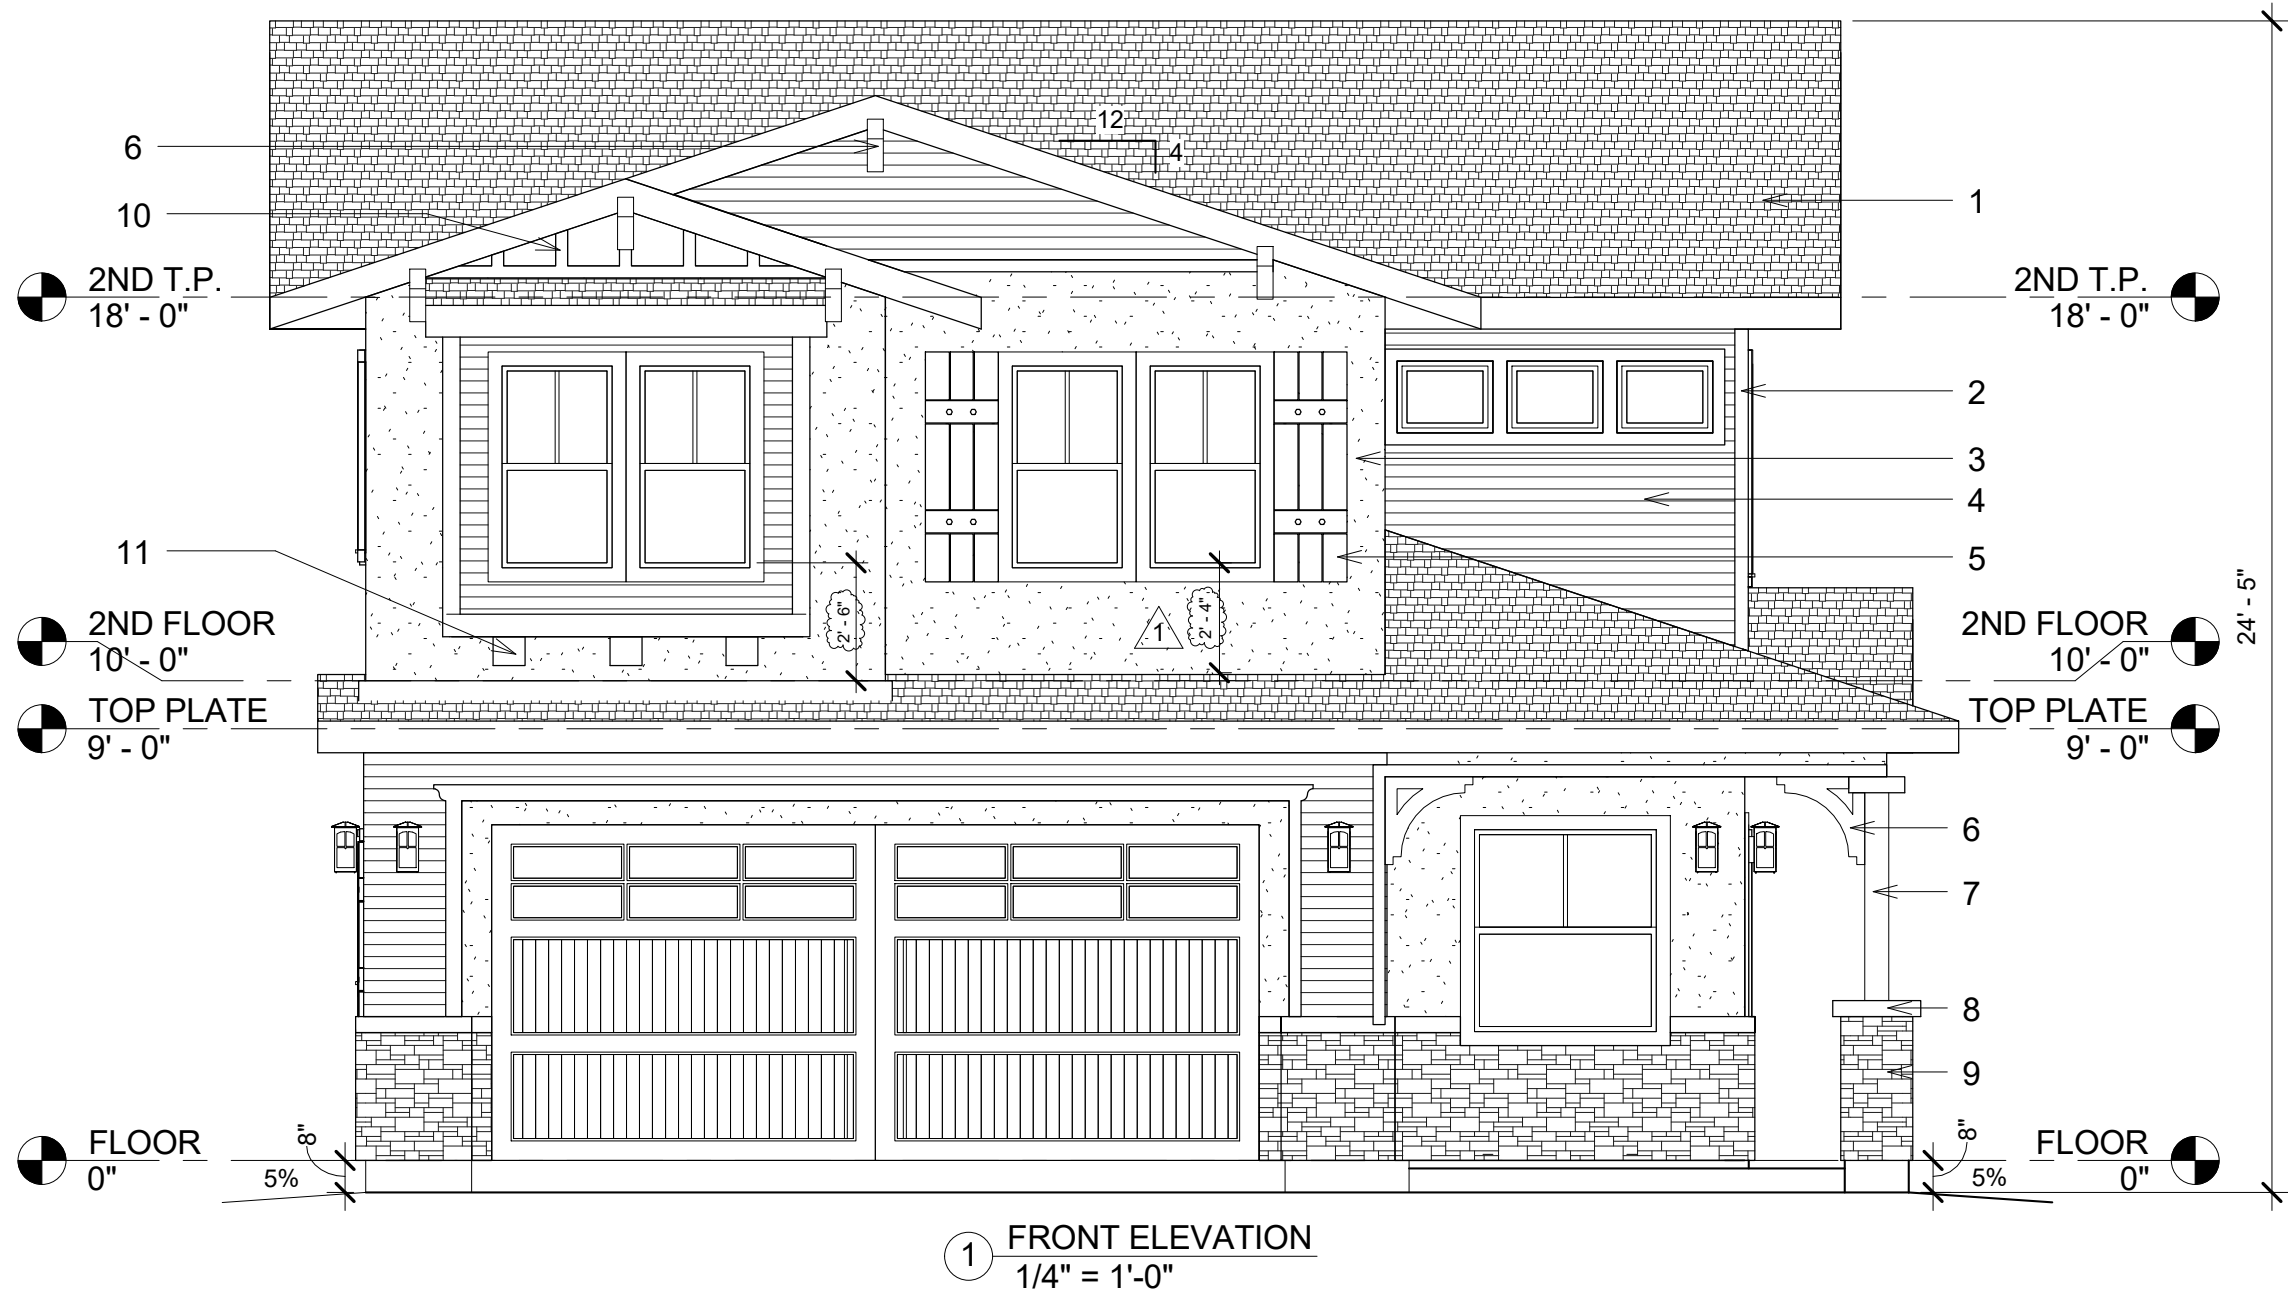 12
4
6
10
1
2ND T.P.
18' - 0"
2ND T.P.
18' - 0"
2
3
4
5
11
2' - 6"
1
2' - 4"
24' - 5"
2ND FLOOR
10' - 0"
2ND FLOOR
10' - 0"
TOP PLATE
9' - 0"
TOP PLATE
9' - 0"
6
7
8
9
FLOOR
0"
8"
5%
8"
5%
FLOOR
0"
1
FRONT ELEVATION
1/4" = 1'-0"